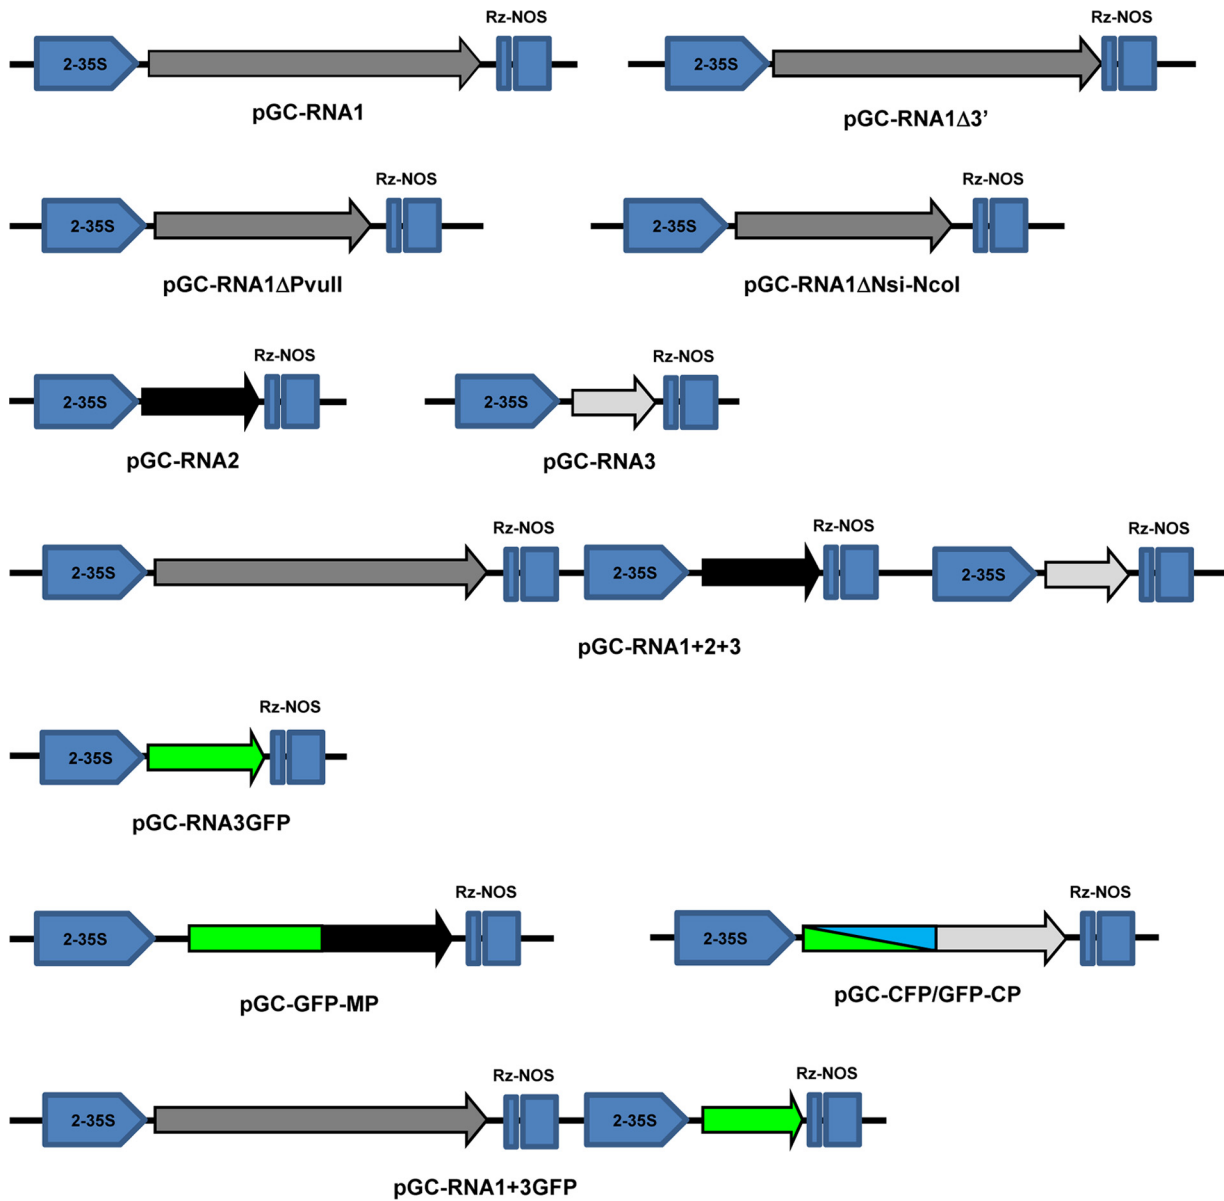 Rz-NOS Rz-NOS
2-35S 2-35S
pGC-RNA1 pGC-RNA1Δ3’
Rz-NOS Rz-NOS
2-35S 2-35S
pGC-RNA1ΔPvuII pGC-RNA1ΔNsi-NcoI
Rz-NOS Rz-NOS
2-35S 2-35S
pGC-RNA2 pGC-RNA3
Rz-NOS Rz-NOS Rz-NOS
2-35S 2-35S 2-35S
pGC-RNA1+2+3
Rz-NOS
2-35S
pGC-RNA3GFP
Rz-NOS Rz-NOS
2-35S 2-35S
pGC-GFP-MP pGC-CFP/GFP-CP
Rz-NOS Rz-NOS
2-35S 2-35S
pGC-RNA1+3GFP